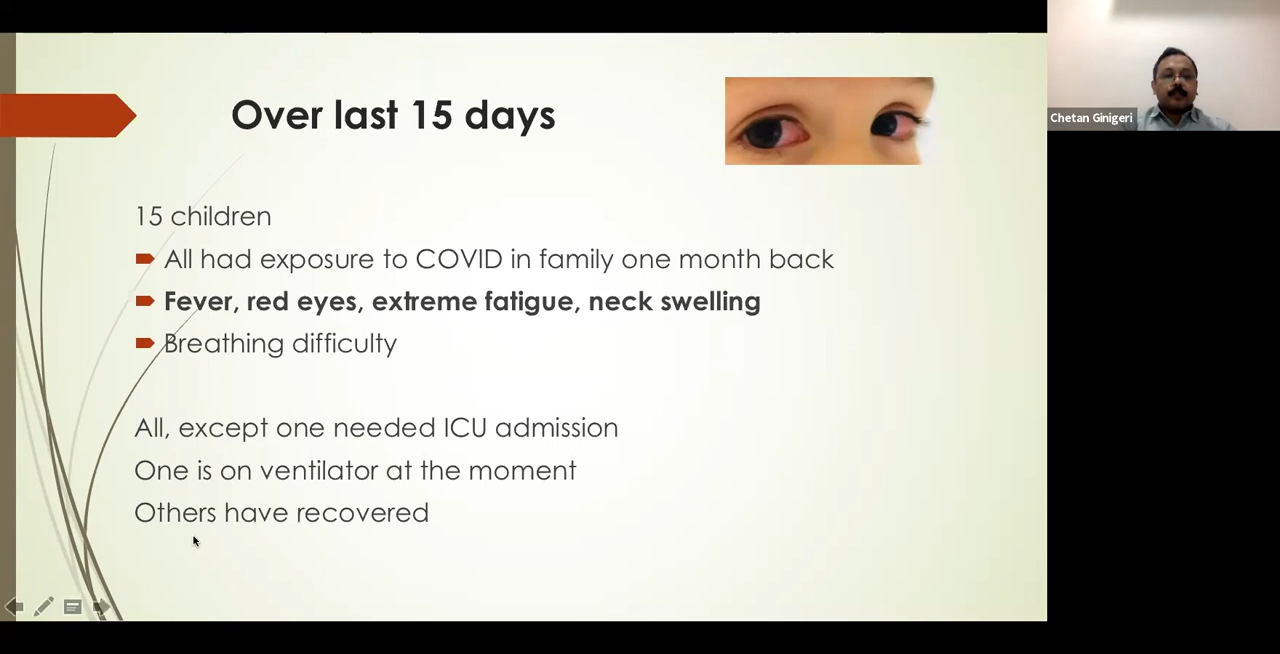 Over last 15 days
Chetan Ginigeri
15 children
All had exposure to COVID in family one month back
Fever, red eyes, extreme fatigue, neck swelling
Breathing difficulty
All, except one needed ICU admission
One is on ventilator at the moment
Others have recovered